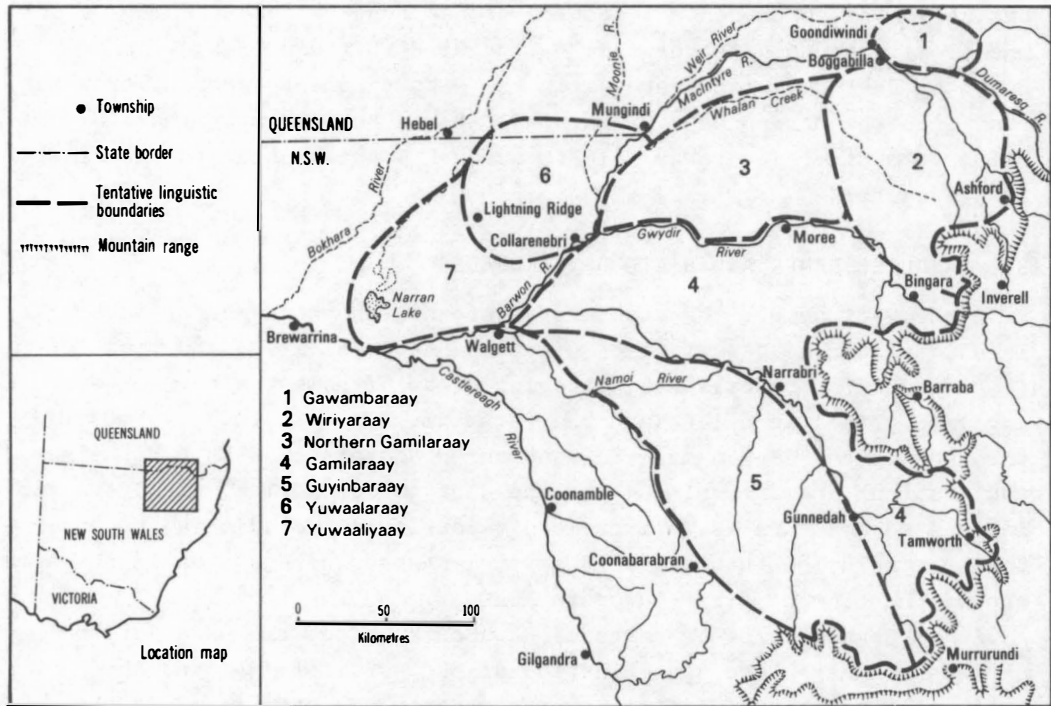 Township
State border
Tentative linguistic
boundaries
Mountain range
QUEENSLAND
NEW SOUTH WALES
VICTORIA
Location map
Goondiwindi
Boggabilla
1
Dumaresq
R.
Weir River
Moonie R.
MacIntyre R.
Mungindi
Whalan Creek
QUEENSLAND
N.S.W.
Hebel
2
3
6
Ashford
Lightning Ridge
Collarenebri
Gwydir
River
Moree
Bokhara River
7
4
Barwon R.
Bingara
Inverell
Narran
Lake
Brewarrina
Walgett
Castlereagh
River
Namoi River
Narrabri
Barraba
1 Gawambaraay
2 Wiriyaraay
3 Northern Gamilaraay
4 Gamilaraay
5 Guyinbaraay
6 Yuwaalaraay
7 Yuwaaliyaay
5
Coonamble
Gunnedah
4
Tamworth
Coonabarabran
0 50 100
Kilometres
Gilgandra
Murrurundi